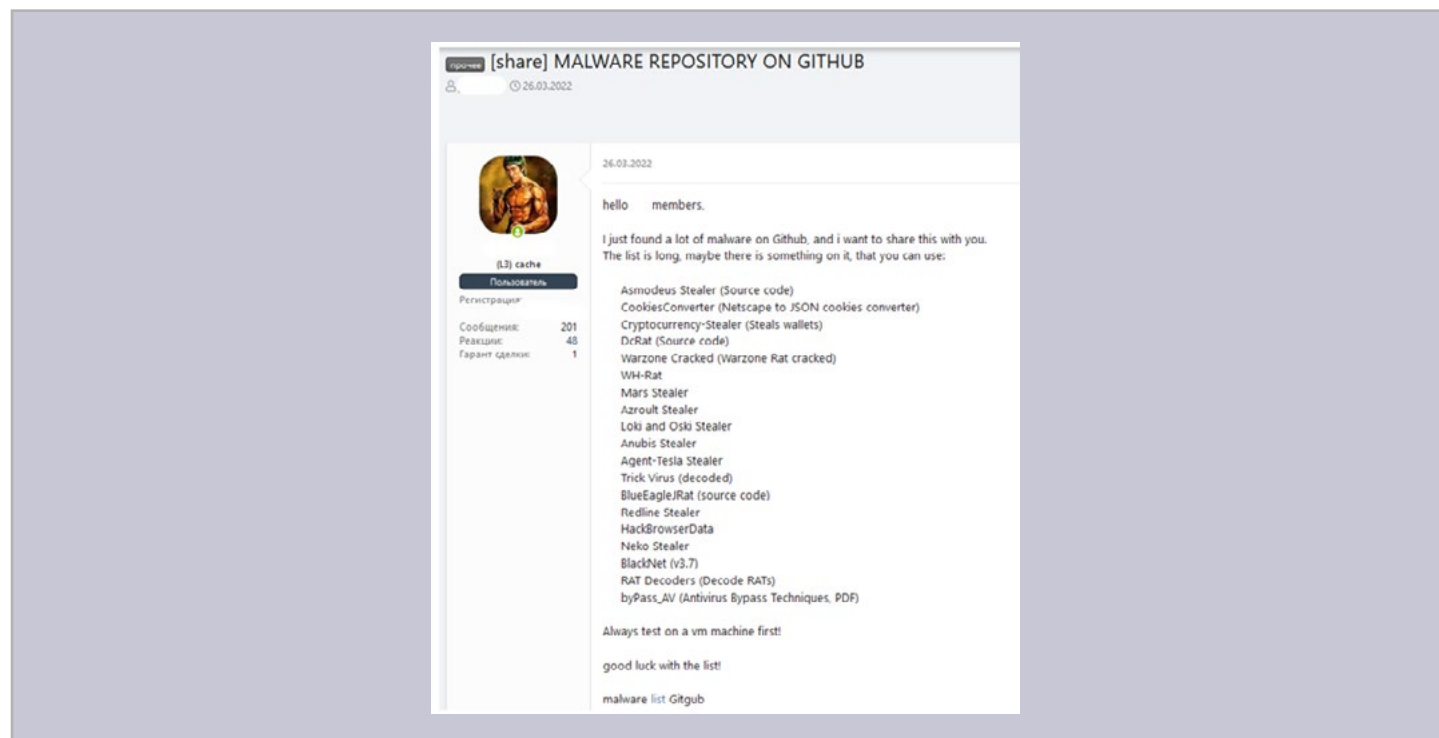 прочее [share] MALWARE REPOSITORY ON GITHUB
26.03.2022
(L3) cache
Пользователь
Регистрация:
Сообщения: 201
Реакции: 48
Гарант сделки: 1
26.03.2022
hello members.
I just found a lot of malware on Github, and i want to share this with you.
The list is long, maybe there is something on it, that you can use:
Asmodeus Stealer (Source code)
CookiesConverter (Netscape to JSON cookies converter)
Cryptocurrency-Stealer (Steals wallets)
DcRat (Source code)
Warzone Cracked (Warzone Rat cracked)
WH-Rat
Mars Stealer
Azroult Stealer
Loki and Oski Stealer
Anubis Stealer
Agent-Tesla Stealer
Trick Virus (decoded)
BlueEagleJRat (source code)
Redline Stealer
HackBrowserData
Neko Stealer
BlackNet (v3.7)
RAT Decoders (Decode RATs)
byPass_AV (Antivirus Bypass Techniques, PDF)
Always test on a vm machine first!
good luck with the list!
malware list Gitgub